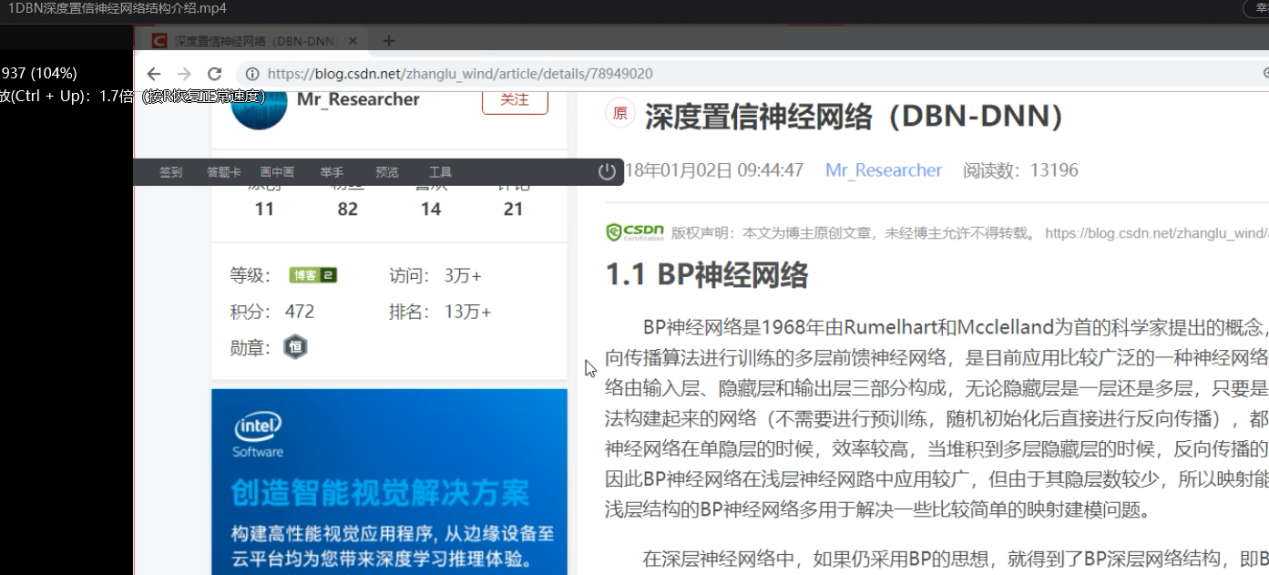 1DBN深度置信神经网络结构介绍.mp4
深度置信神经网络（DBN-DNN
937 (104%)
https://blog.csdn.net/zhanglu_wind/article/details/78949020
放(Ctrl + Up)：1.7倍 (按R恢复正常速度)
Mr_Researcher
关注
原 深度置信神经网络（DBN-DNN）
签到 答题卡 画中画 举手 预览 工具
18年01月02日 09:44:47 Mr_Researcher 阅读数：13196
11 82 14 21
CSDN Certification 版权声明：本文为博主原创文章，未经博主允许不得转载。 https://blog.csdn.net/zhanglu_wind/
等级： 博客 2 访问： 3万+
积分： 472 排名： 13万+
勋章： 恒
1.1 BP神经网络
BP神经网络是1968年由Rumelhart和Mcclelland为首的科学家提出的概念，
向传播算法进行训练的多层前馈神经网络，是目前应用比较广泛的一种神经网络
络由输入层、隐藏层和输出层三部分构成，无论隐藏层是一层还是多层，只要是
法构建起来的网络（不需要进行预训练，随机初始化后直接进行反向传播），都
神经网络在单隐层的时候，效率较高，当堆积到多层隐藏层的时候，反向传播的
因此BP神经网络在浅层神经网路中应用较广，但由于其隐层数较少，所以映射能
浅层结构的BP神经网络多用于解决一些比较简单的映射建模问题。
在深层神经网络中，如果仍采用BP的思想，就得到了BP深层网络结构，即B
intel
Software
创造智能视觉解决方案
构建高性能视觉应用程序, 从边缘设备至
云平台均为您带来深度学习推理体验。